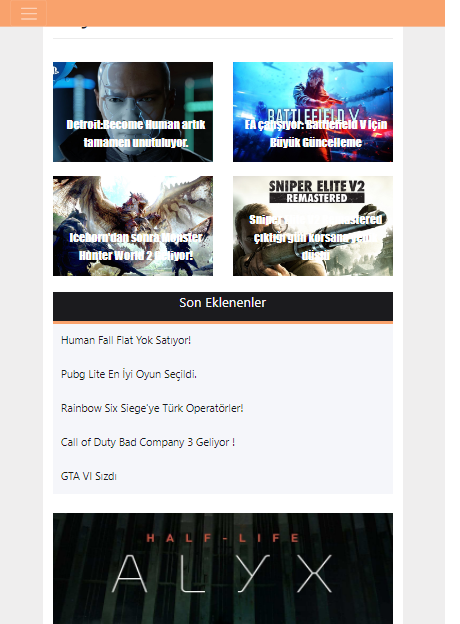 Detroit:Become Human artık
tamamen unutuluyor.
BATTLEFIELD V
EA çalışıyor: Battlefield V için
Büyük Güncelleme
Iceborn'dan sonra Monster
Hunter World 2 Geliyor!
SNIPER ELITE V2
REMASTERED
Sniper
Remastered
çıktığı gün korsana
düştü
Son Eklenenler
Human Fall Flat Yok Satıyor!
Pubg Lite En İyi Oyun Seçildi.
Rainbow Six Siege'ye Türk Operatörler!
Call of Duty Bad Company 3 Geliyor !
GTA VI Sızdı
HALF-LIFE
ALYX